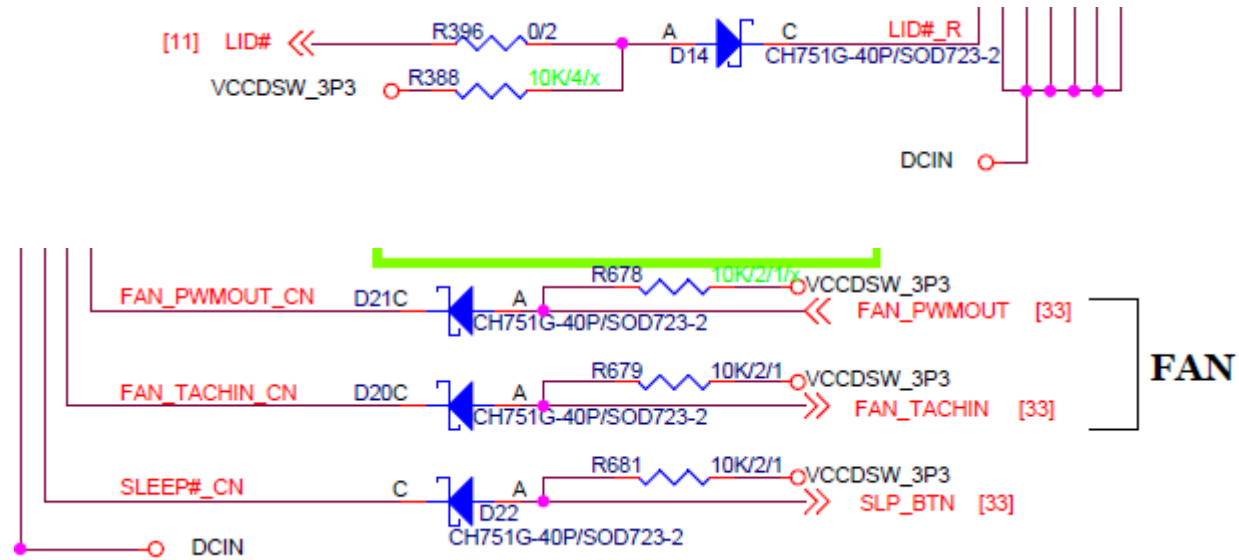 [11] LID# R396 0/2 A D14 C LID#_R
CH751G-40P/SOD723-2
VCCDSW_3P3 R388 10K/4/x
DCIN
R678 10K/2/1/x VCCDSW_3P3
FAN_PWMOUT_CN D21 C A FAN_PWMOUT [33]
CH751G-40P/SOD723-2
R679 10K/2/1 VCCDSW_3P3
FAN
FAN_TACHIN_CN D20 C A FAN_TACHIN [33]
CH751G-40P/SOD723-2
R681 10K/2/1 VCCDSW_3P3
SLEEP#_CN C A SLP_BTN [33]
D22
CH751G-40P/SOD723-2
DCIN